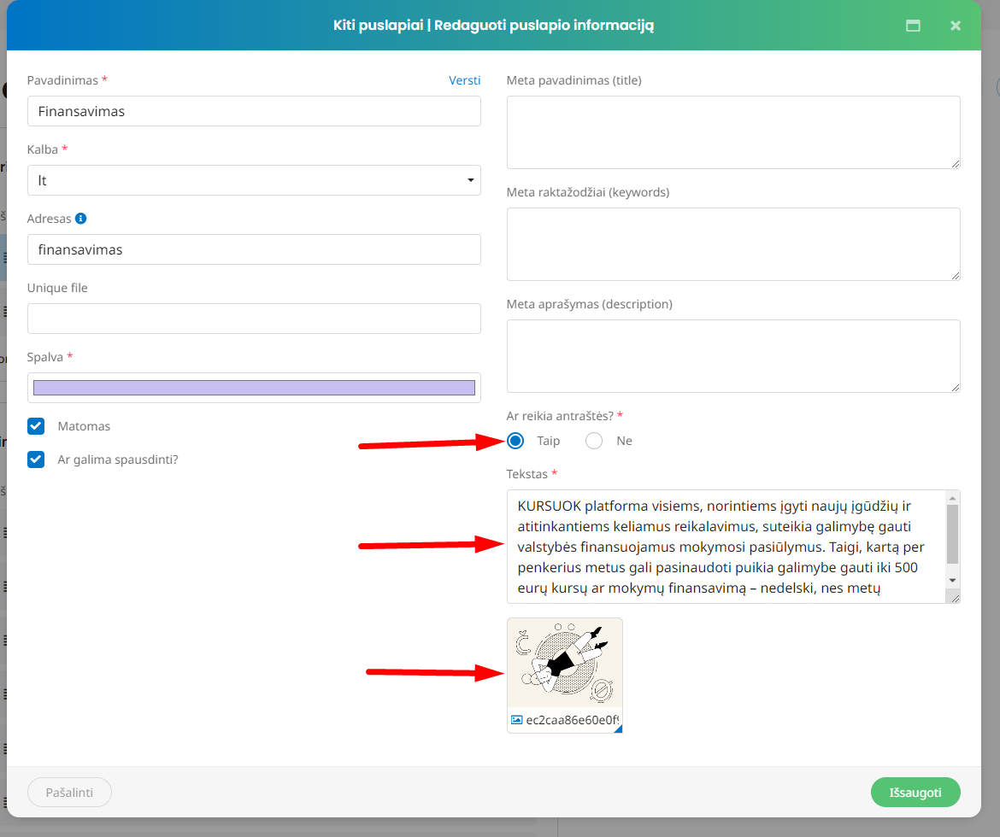 Kiti puslapiai | Redaguoti puslapio informaciją
Pavadinimas *
Versti
Finansavimas
Kalba *
lt
Adresas
finansavimas
Unique file
Spalva *
Matomas
Ar galima spausdinti?
Meta pavadinimas (title)
Meta raktažodžiai (keywords)
Meta aprašymas (description)
Ar reikia antraštės? *
Taip
Ne
Tekstas *
KURSUOK platforma visiems, norintiems įgyti naujų įgūdžių ir
atitinkantiems keliamus reikalavimus, suteikia galimybę gauti
valstybės finansuojamus mokymosi pasiūlymus. Taigi, kartą per
penkerius metus gali pasinaudoti puikia galimybe gauti iki 500
eurų kursų ar mokymų finansavimą – nedelski, nes metų
Č
ec2caa86e60e0f
Pašalinti
Išsaugoti